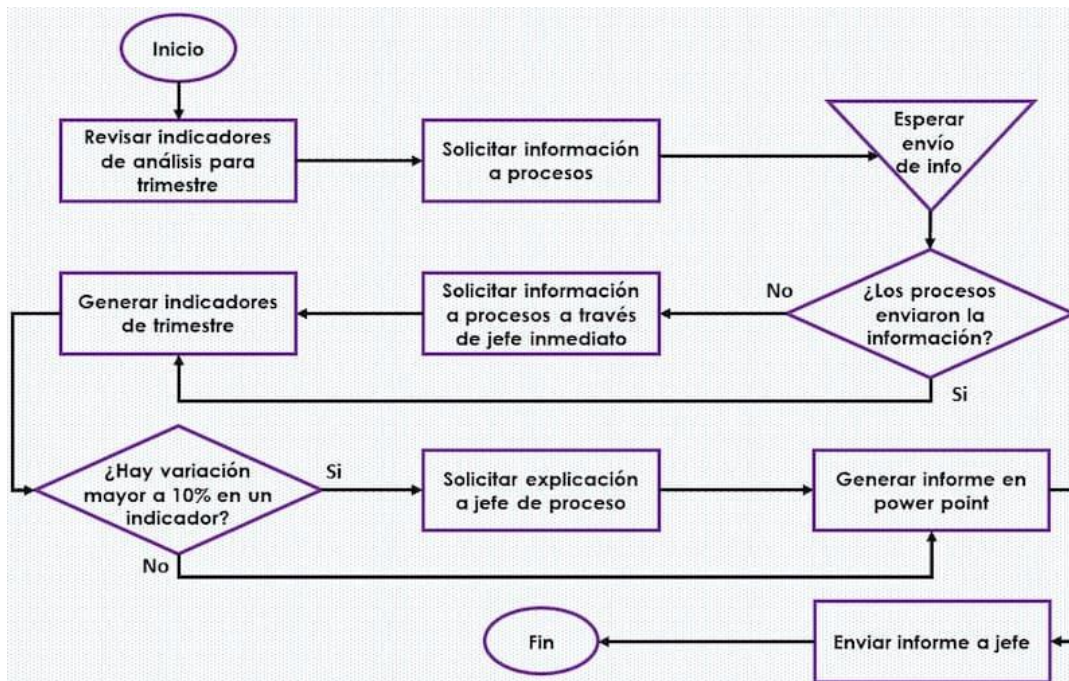 Inicio
Revisar indicadores
de análisis para
trimestre
Solicitar información
a procesos
Esperar
envío
de info
Generar indicadores
de trimestre
Solicitar información
a procesos a través
de jefe inmediato
No
¿Los procesos
enviaron la
información?
Si
¿Hay variación
mayor a 10% en un
indicador?
Si
No
Solicitar explicación
a jefe de proceso
Generar informe en
power point
Fin
Enviar informe a jefe